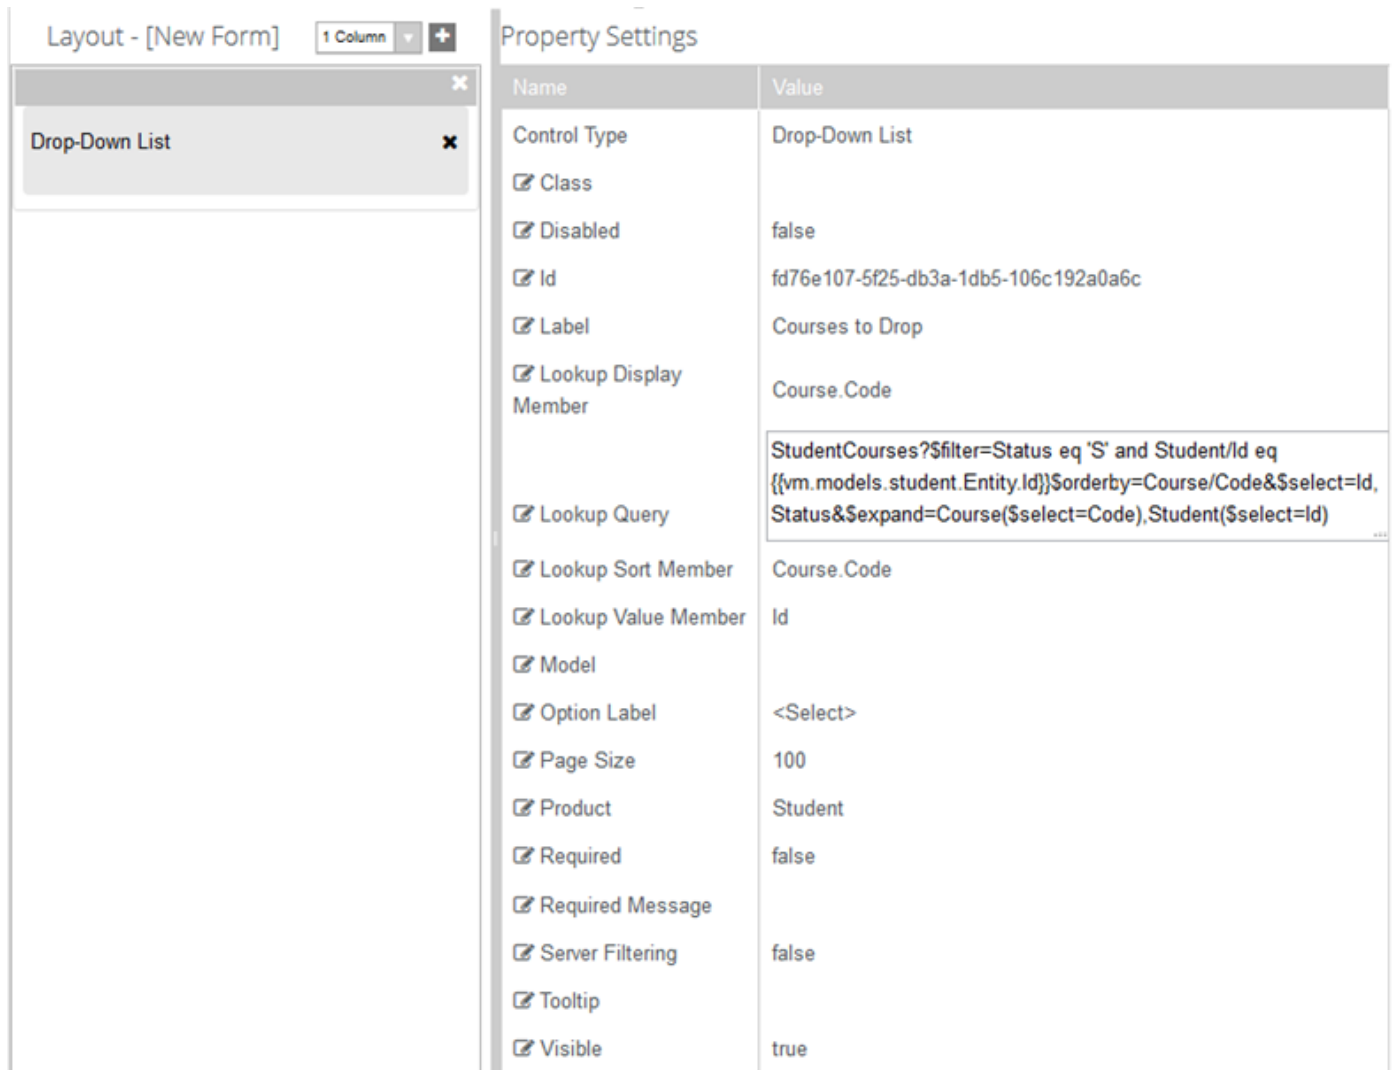 Layout - [New Form]
1 Column
Drop-Down List
Property Settings
Name Value
Control Type Drop-Down List
Class
Disabled false
Id fd76e107-5f25-db3a-1db5-106c192a0a6c
Label Courses to Drop
Lookup Display
Member
Course.Code
Lookup Query
StudentCourses?$filter=Status eq 'S' and Student/Id eq
{{vm.models.student.Entity.Id}}$orderby=Course/Code&$select=Id,
Status&$expand=Course($select=Code),Student($select=Id)
Lookup Sort Member Course.Code
Lookup Value Member Id
Model
Option Label <Select>
Page Size 100
Product Student
Required false
Required Message
Server Filtering false
Tooltip
Visible true